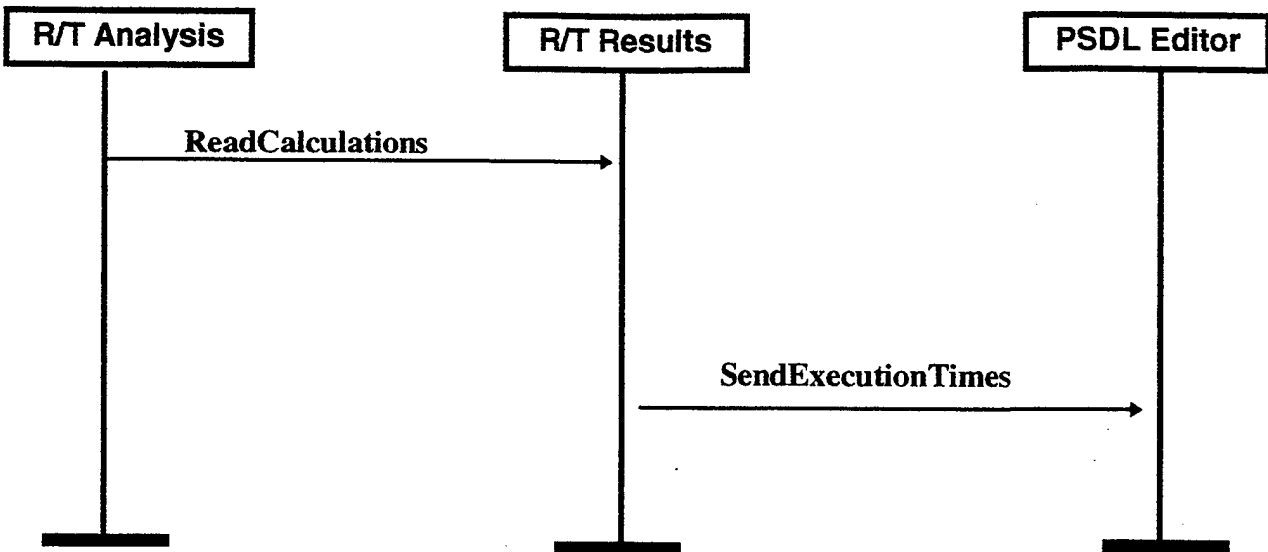 R/T Analysis
R/T Results
PSDL Editor
ReadCalculations
SendExecutionTimes